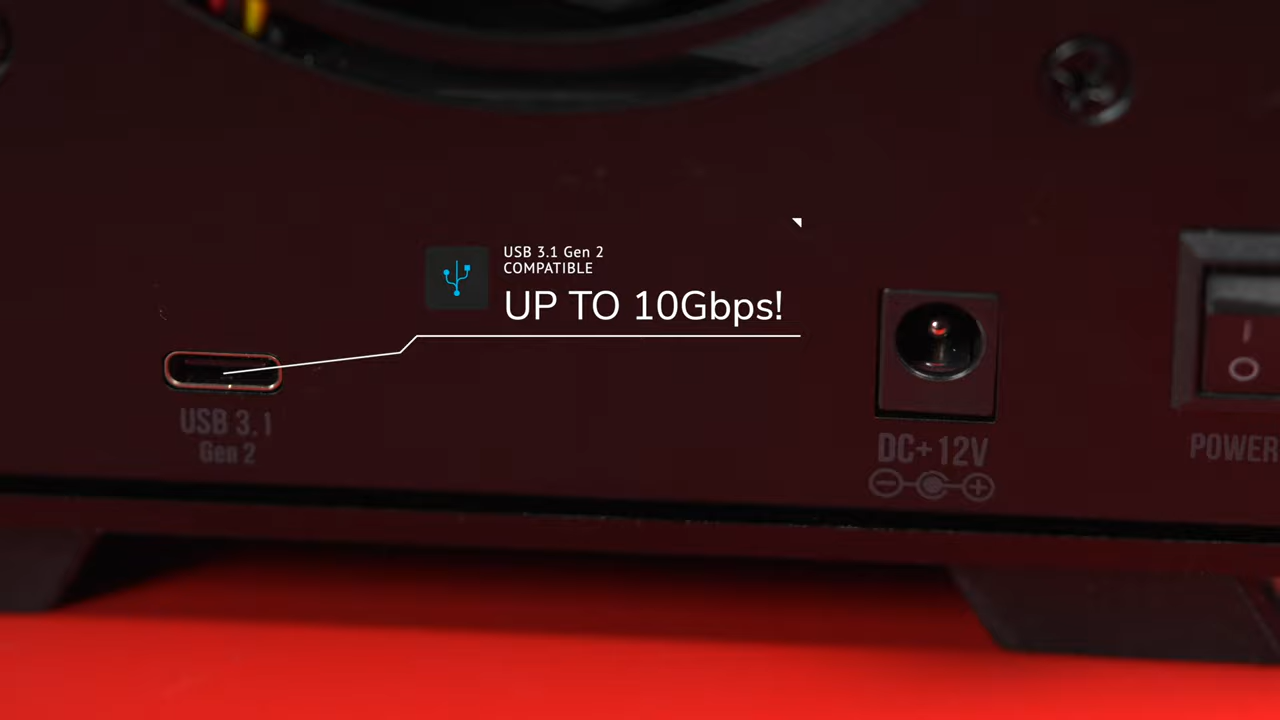 USB 3.1 Gen 2
COMPATIBLE
UP TO 10Gbps!
USB 3.1
Gen 2
DC+12V
POWER